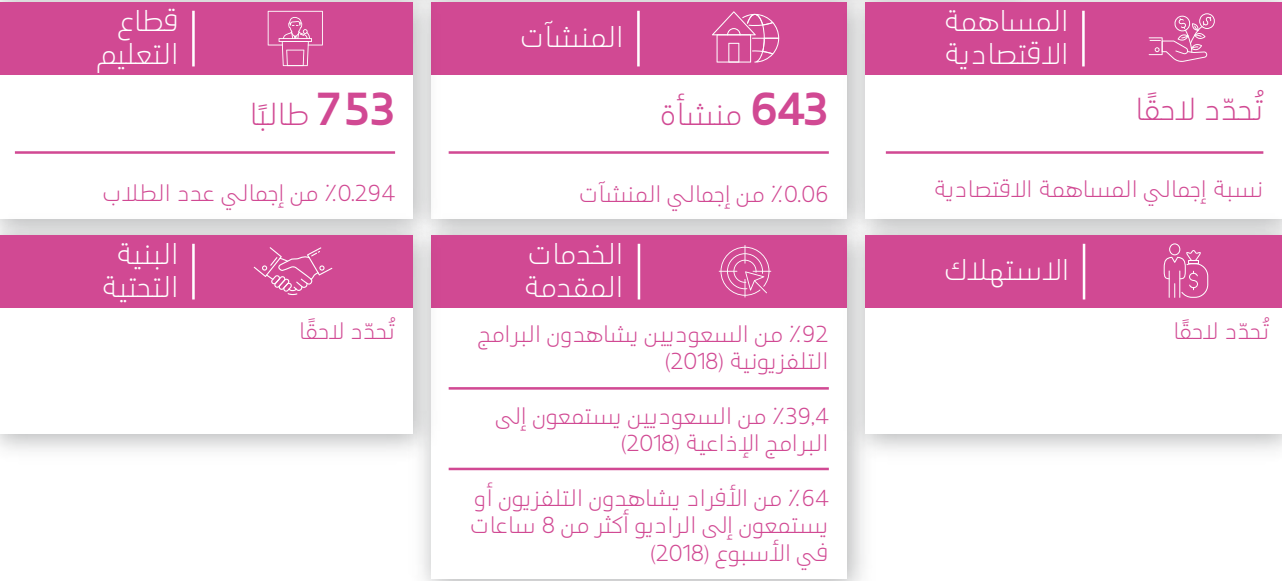 المساهمة
الاقتصادية
تُحدّد لاحقًا
نسبة إجمالي المساهمة الاقتصادية
المنشآت
643 منشأة
0.06٪ من إجمالي المنشآت
قطاع
التعليم
753 طالبًا
0.294٪ من إجمالي عدد الطلاب
الاستهلاك
تُحدّد لاحقًا
الخدمات
المقدمة
92٪ من السعوديين يشاهدون البرامج
التلفزيونية (2018)
39,4٪ من السعوديين يستمعون إلى
البرامج الإذاعية (2018)
64٪ من الأفراد يشاهدون التلفزيون أو
يستمعون إلى الراديو أكثر من 8 ساعات
في الأسبوع (2018)
البنية
التحتية
تُحدّد لاحقًا